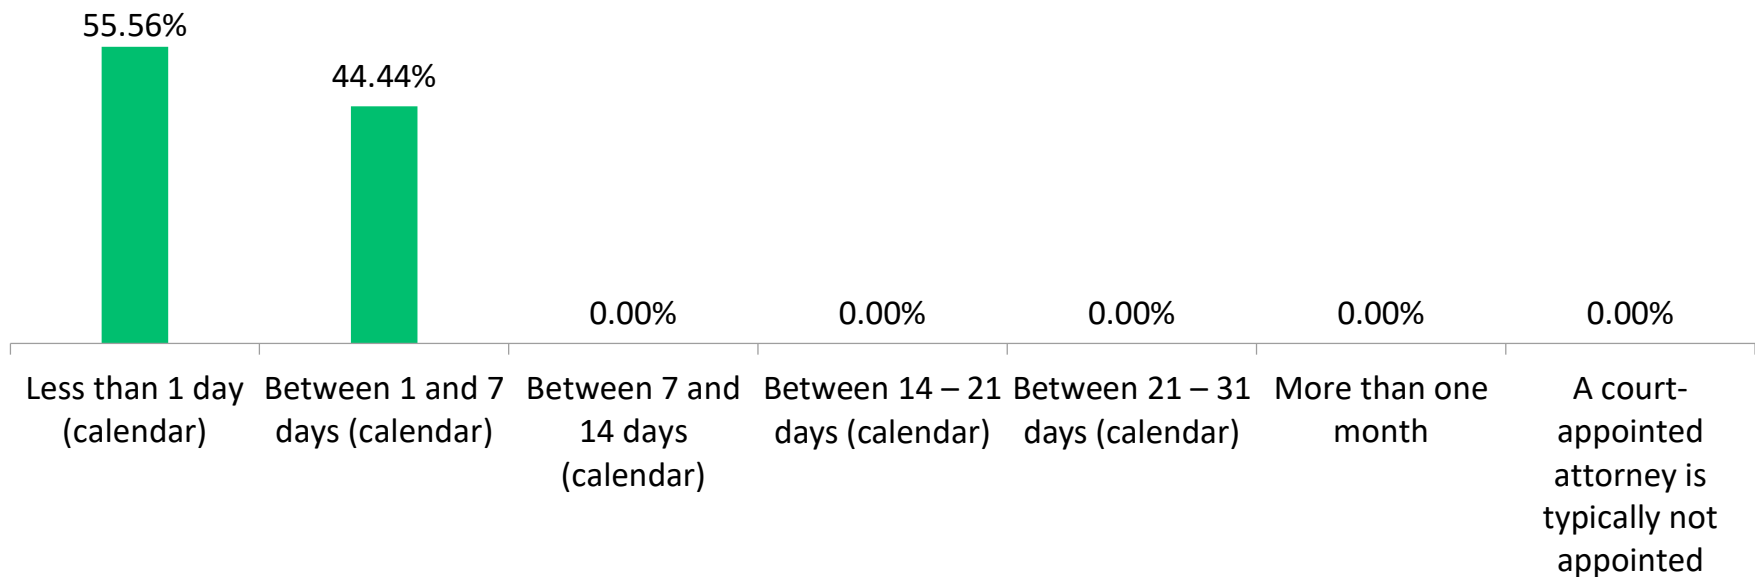 55.56%
44.44%
0.00%
0.00%
0.00%
0.00%
0.00%
Less than 1 day
(calendar)
Between 1 and 7
days (calendar)
Between 7 and
14 days
(calendar)
Between 14 – 21
days (calendar)
Between 21 – 31
days (calendar)
More than one
month
A court-
appointed
attorney is
typically not
appointed